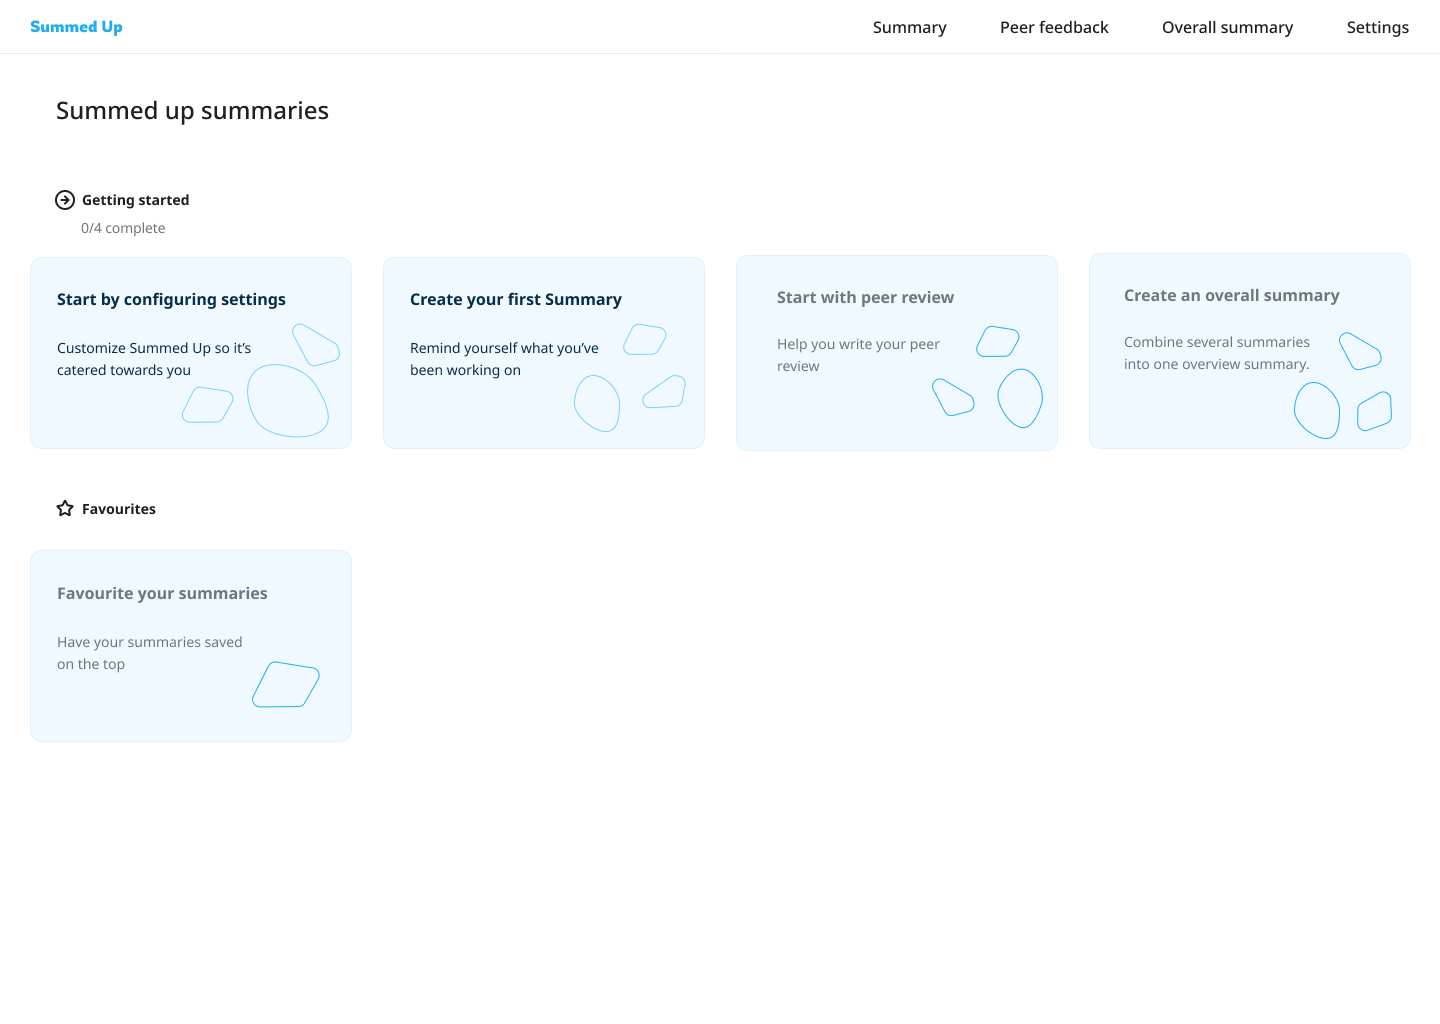 Summed Up
Summary
Peer feedback
Overall summary
Settings
Summed up summaries
Getting started
0/4 complete
Start by configuring settings
Customize Summed Up so it’s
catered towards you
Create your first Summary
Remind yourself what you’ve
been working on
Start with peer review
Help you write your peer
review
Create an overall summary
Combine several summaries
into one overview summary.
Favourites
Favourite your summaries
Have your summaries saved
on the top